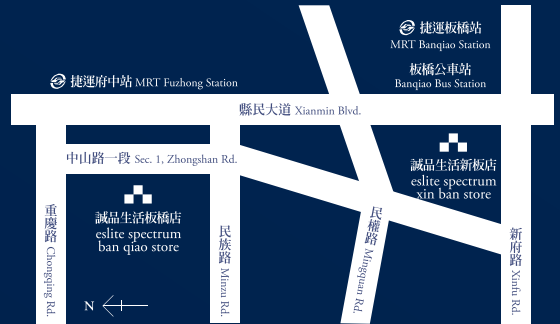 捷運板橋站
MRT Banqiao Station
板橋公車站
Banqiao Bus Station
捷運府中站 MRT Fuzhong Station
縣民大道 Xianmin Blvd.
中山路一段 Sec. 1, Zhongshan Rd.
誠品生活新板店
eslite spectrum
xin ban store
誠品生活板橋店
eslite spectrum
ban qiao store
重慶路 Chongqing Rd.
民族路 Minzu Rd.
民權路 Mingquan Rd.
新府路 Xinfu Rd.
N